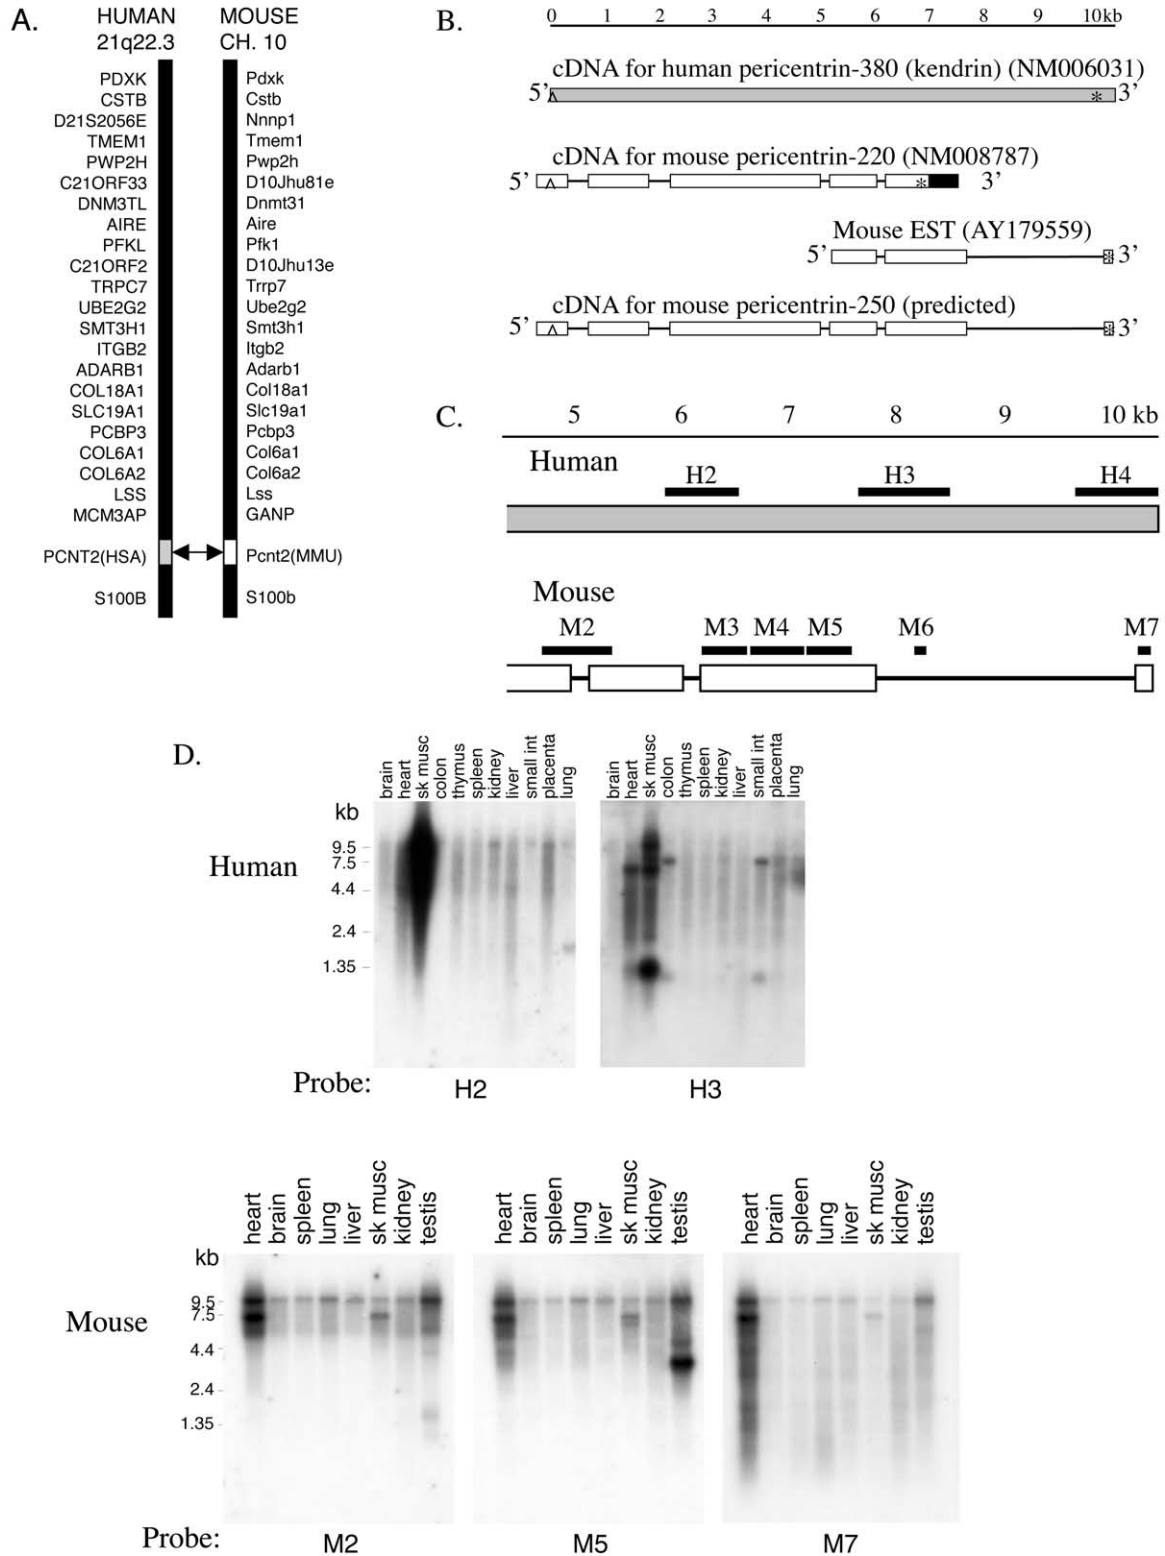 A.
HUMAN MOUSE
21q22.3 CH. 10
PDXK Pdxk
CSTB Cstb
D21S2056E Nnnp1
TMEM1 Tmem1
PWP2H Pwp2h
C21ORF33 D10Jhu81e
DNM3TL Dnmt31
AIRE Aire
PFKL Pfk1
C21ORF2 D10Jhu13e
TRPC7 Trrp7
UBE2G2 Ube2g2
SMT3H1 Smt3h1
ITGB2 Itgb2
ADARB1 Adarb1
COL18A1 Col18a1
SLC19A1 Slc19a1
PCBP3 Pcbp3
COL6A1 Col6a1
COL6A2 Col6a2
LSS Lss
MCM3AP GANP
PCNT2(HSA) Pcnt2(MMU)
S100B S100b
B.
0 1 2 3 4 5 6 7 8 9 10kb
cDNA for human pericentrin-380 (kendrin) (NM006031)
5’ ^ * 3’
cDNA for mouse pericentrin-220 (NM008787)
5’ ^ * 3’
Mouse EST (AY179559)
5’ 3’
cDNA for mouse pericentrin-250 (predicted)
5’ ^ 3’
C.
5 6 7 8 9 10 kb
Human
H2 H3 H4
Mouse
M2 M3 M4 M5 M6 M7
D.
brain heart sk musc colon thymus spleen kidney liver small int placenta lung
brain heart sk musc colon thymus spleen kidney liver small int placenta lung
kb
Human
9.5
7.5
4.4
2.4
1.35
Probe: H2 H3
heart brain spleen lung liver sk musc kidney testis
heart brain spleen lung liver sk musc kidney testis
heart brain spleen lung liver sk musc kidney testis
kb
Mouse
9.5
7.5
4.4
2.4
1.35
Probe: M2 M5 M7